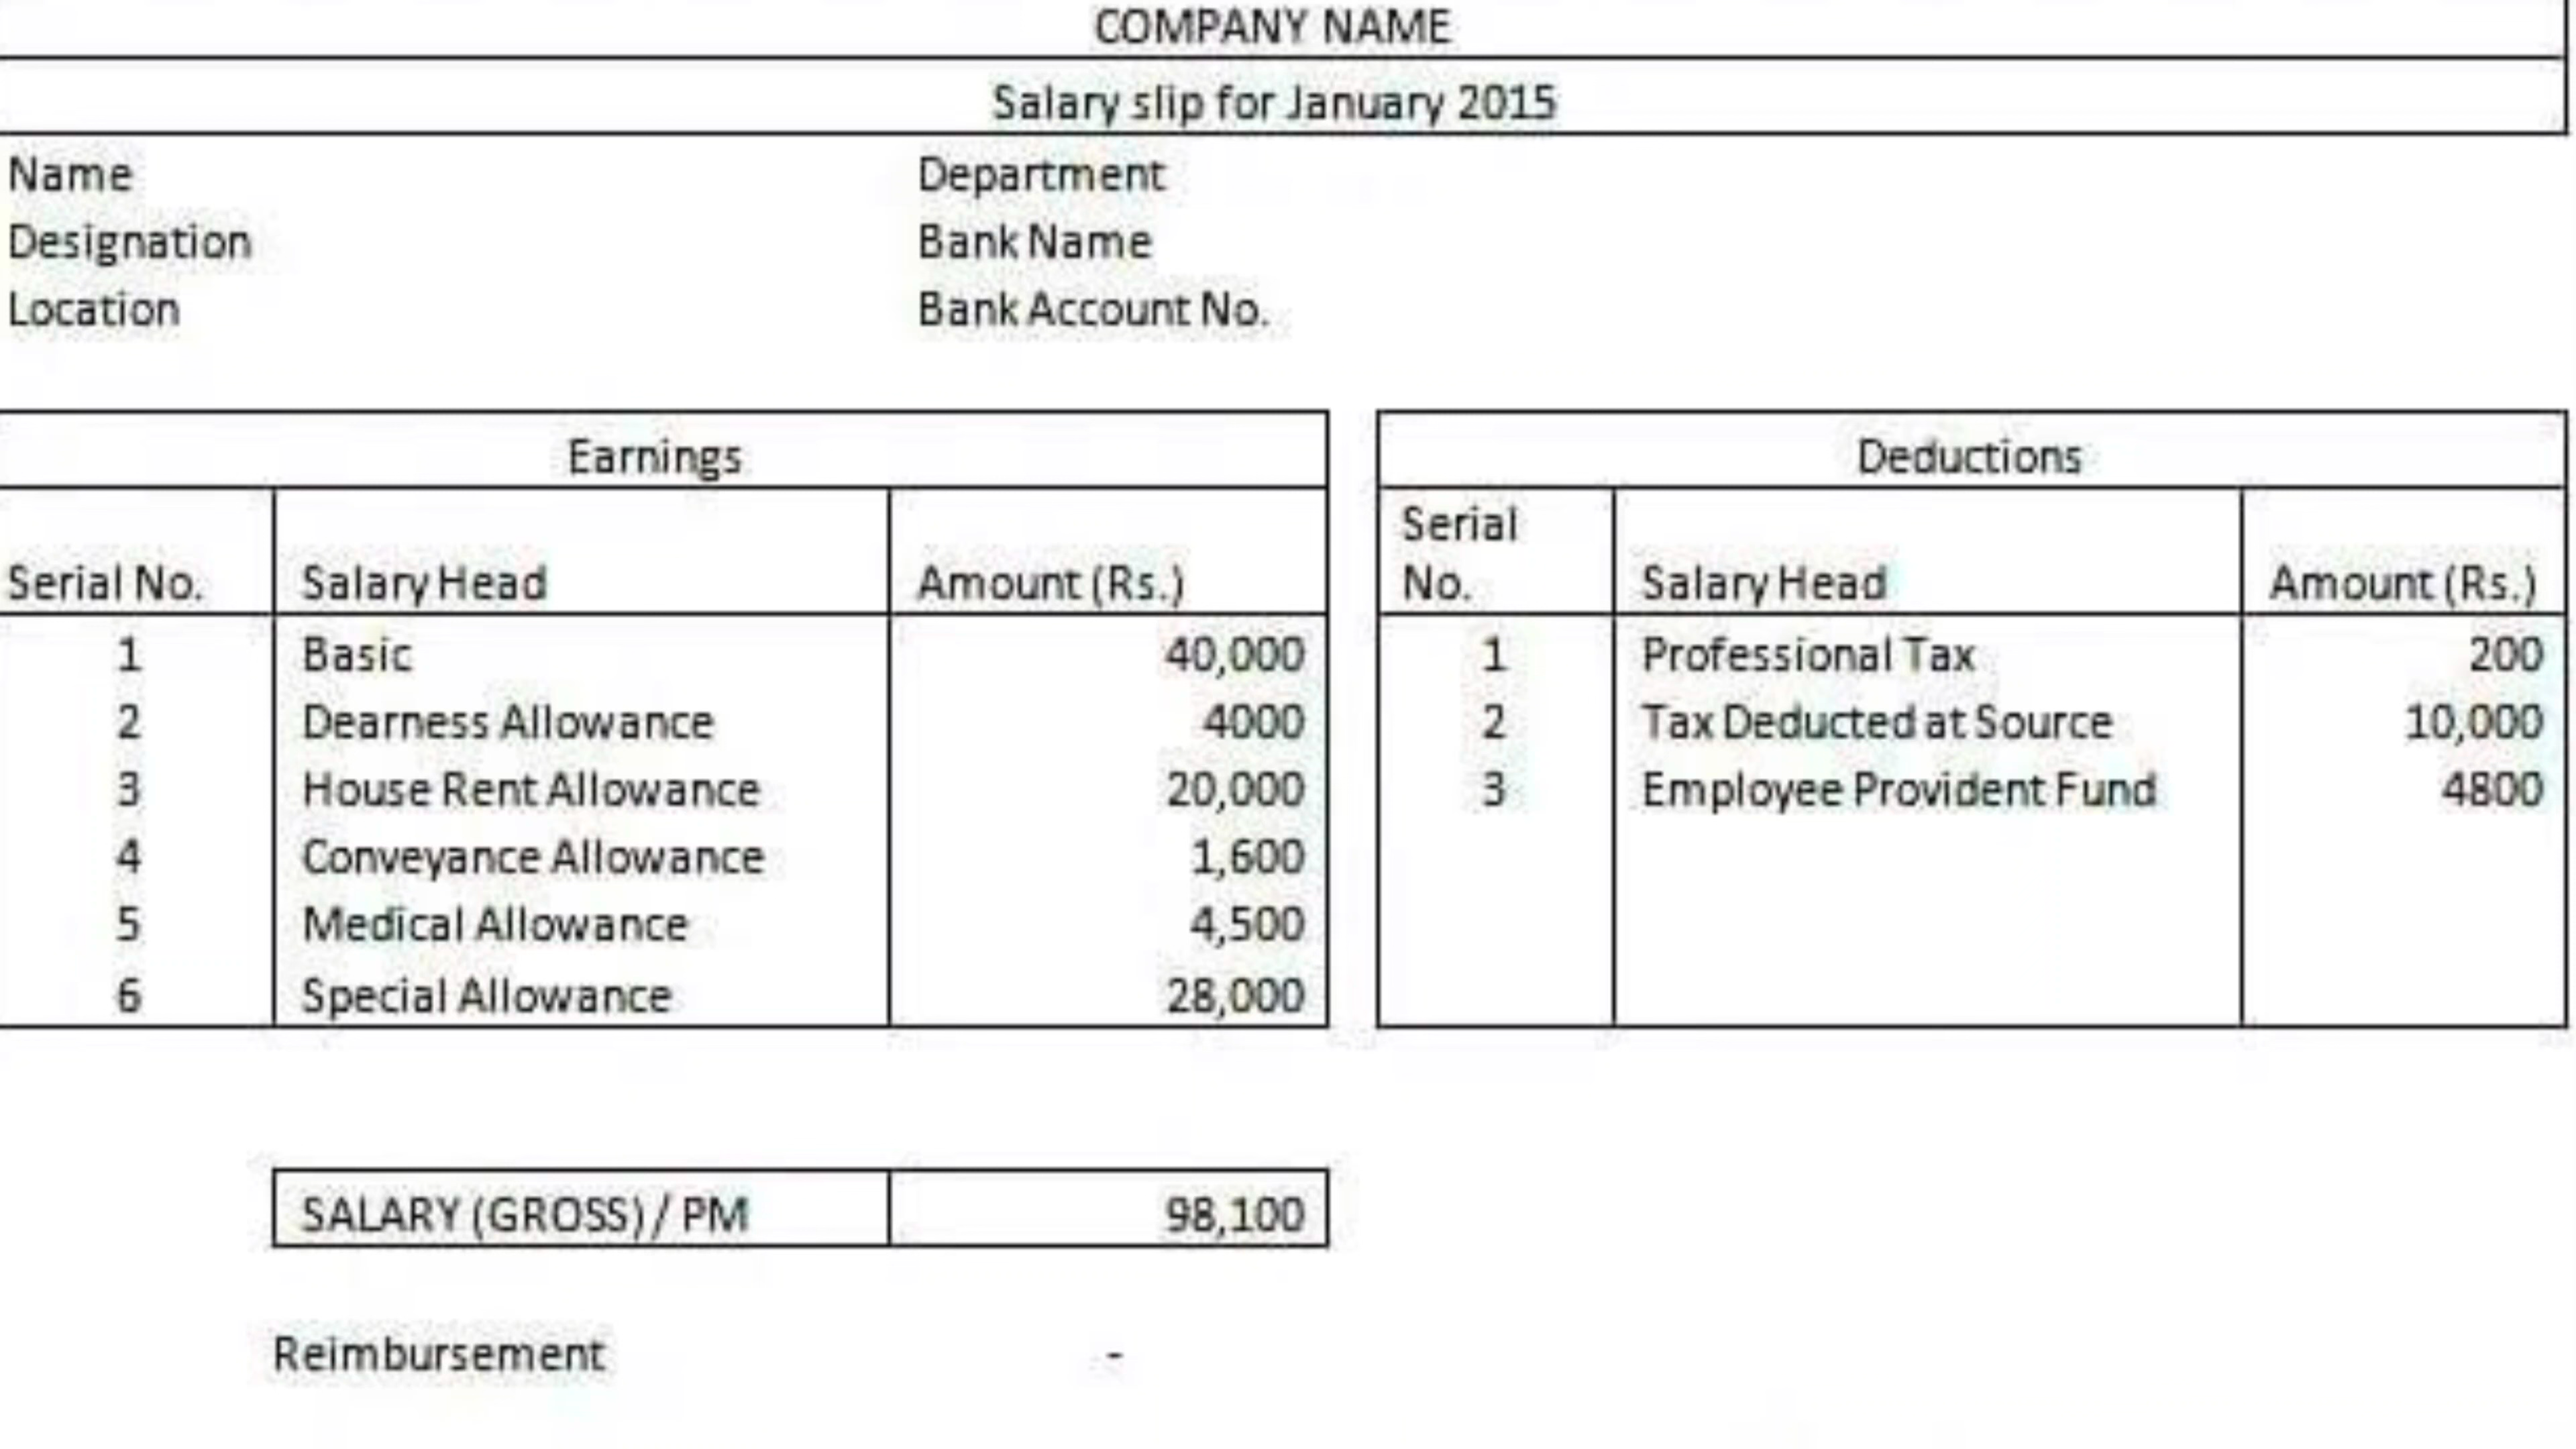 COMPANY NAME
Salary slip for January 2015
Name Department
Designation Bank Name
Location Bank Account No.
Earnings Deductions
Serial No. Salary Head Amount (Rs.) Serial No. Salary Head Amount (Rs.)
1 Basic 40,000 1 Professional Tax 200
2 Dearness Allowance 4000 2 Tax Deducted at Source 10,000
3 House Rent Allowance 20,000 3 Employee Provident Fund 4800
4 Conveyance Allowance 1,600
5 Medical Allowance 4,500
6 Special Allowance 28,000
SALARY (GROSS) / PM 98,100
Reimbursement -